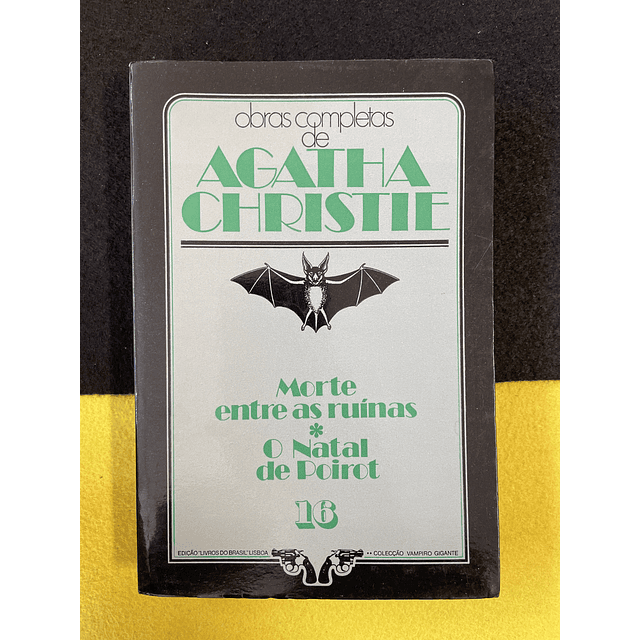 obras completas
de
AGATHA
CHRISTIE
Morte
entre as ruínas
*
O Natal
de Poirot
16
EDIÇÃO "LIVROS DO BRASIL" LISBOA
•• COLECÇÃO VAMPIRO GIGANTE